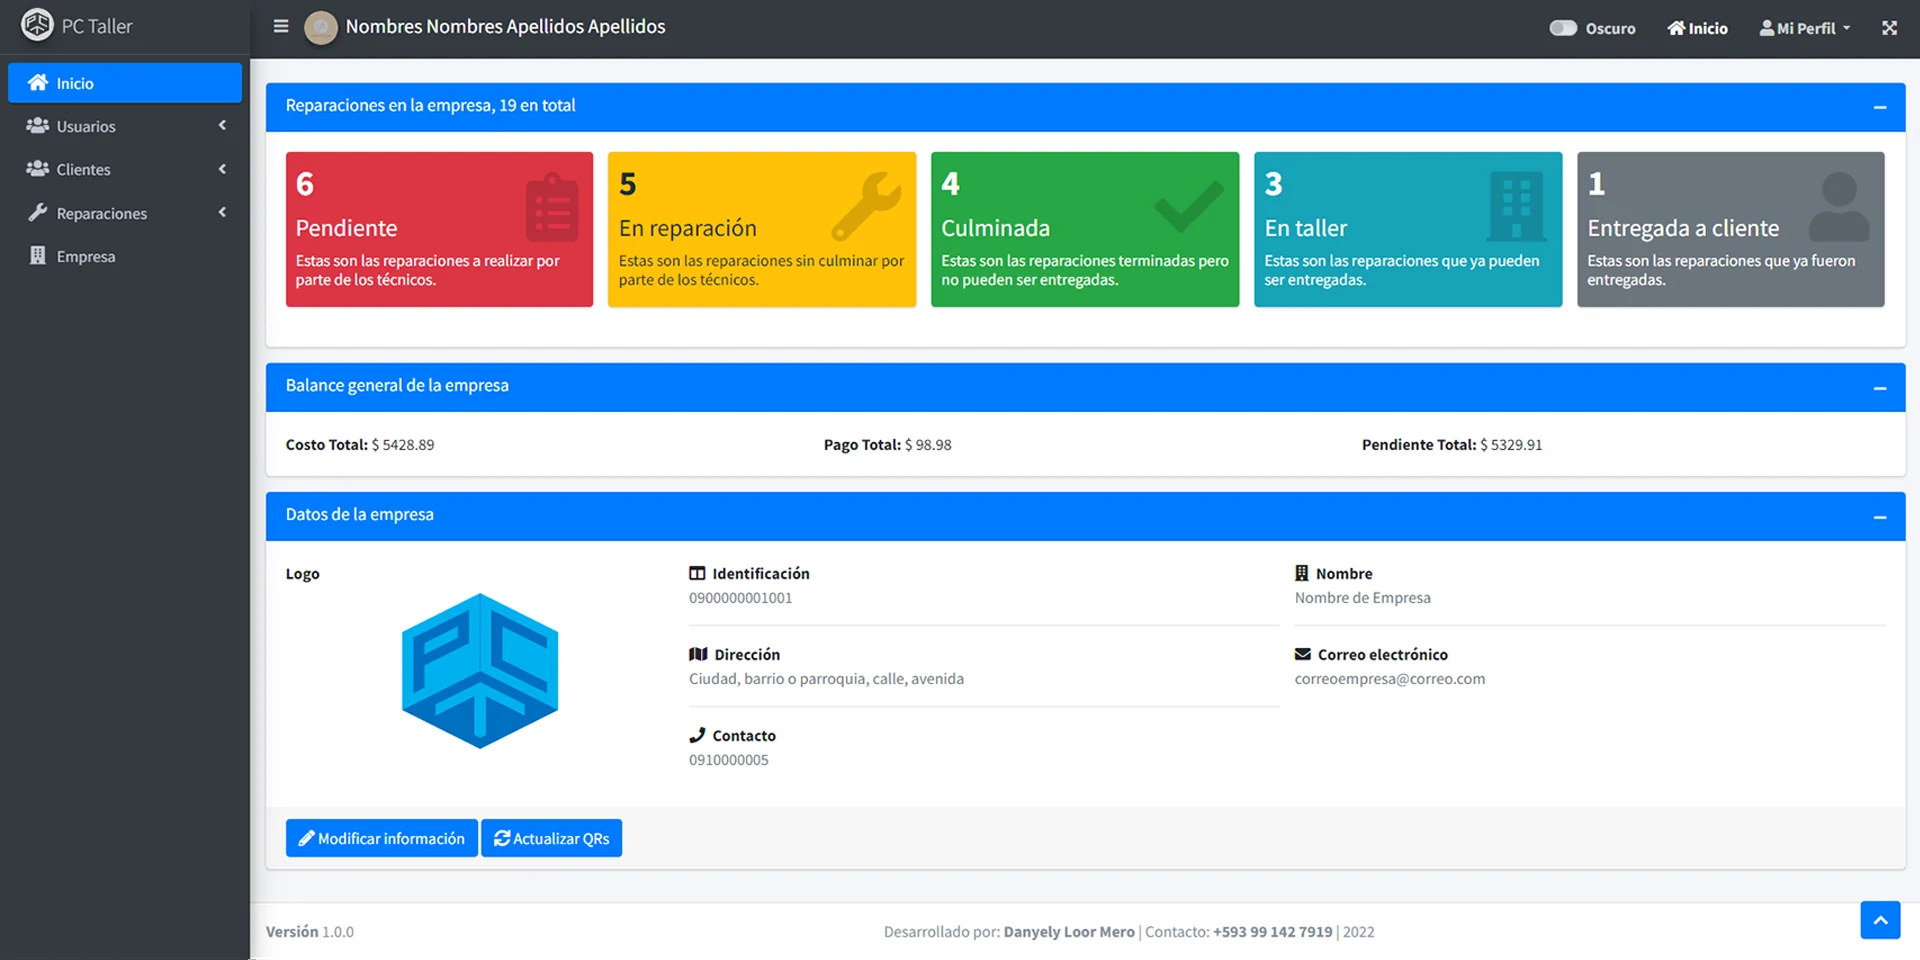 PC Taller
Nombres Nombres Apellidos Apellidos
Oscuro
Inicio
Mi Perfil
Inicio
Usuarios
Clientes
Reparaciones
Empresa
Reparaciones en la empresa, 19 en total
6
Pendiente
Estas son las reparaciones a realizar por
parte de los técnicos.
5
En reparación
Estas son las reparaciones sin culminar por
parte de los técnicos.
4
Culminada
Estas son las reparaciones terminadas pero
no pueden ser entregadas.
3
En taller
Estas son las reparaciones que ya pueden
ser entregadas.
1
Entregada a cliente
Estas son las reparaciones que ya fueron
entregadas.
Balance general de la empresa
Costo Total: $ 5428.89
Pago Total: $ 98.98
Pendiente Total: $ 5329.91
Datos de la empresa
Logo
PCT
Identificación
0900000001001
Nombre
Nombre de Empresa
Dirección
Ciudad, barrio o parroquia, calle, avenida
Correo electrónico
correoempresa@correo.com
Contacto
0910000005
Modificar información
Actualizar QRs
Versión 1.0.0
Desarrollado por: Danyely Loor Mero | Contacto: +593 99 142 7919 | 2022